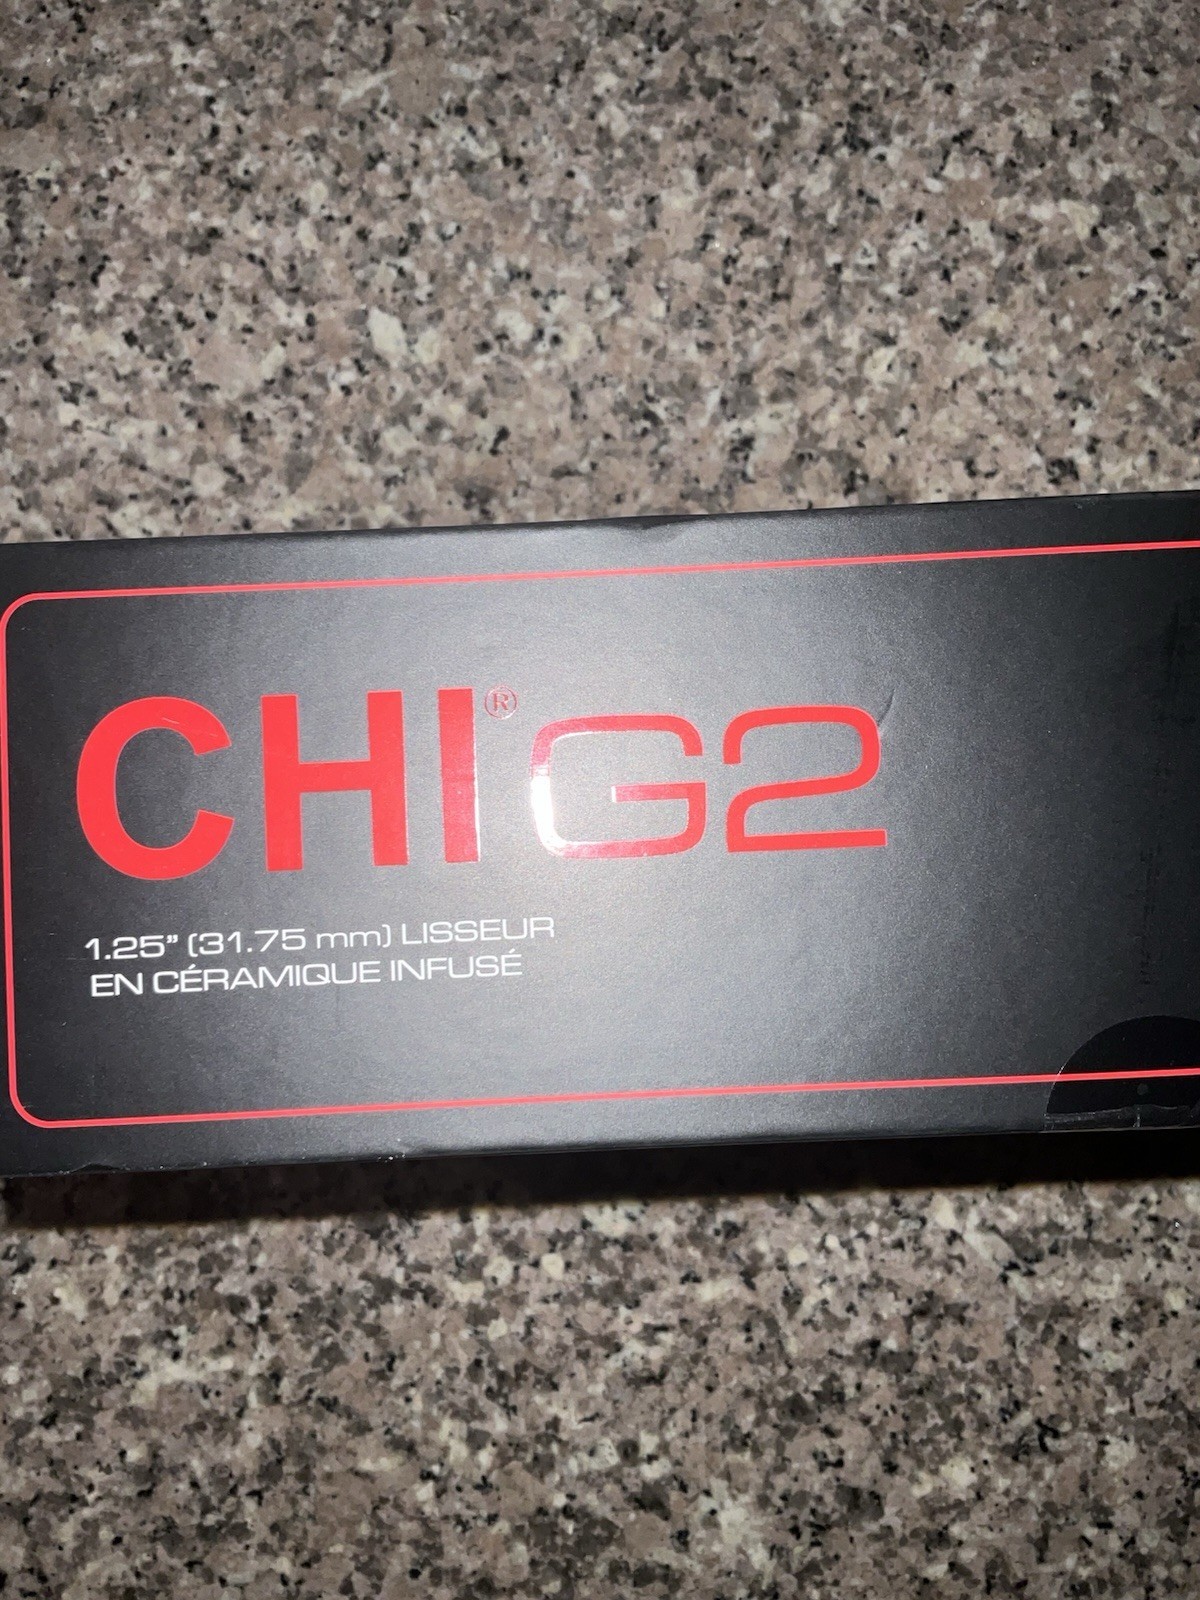 CHI® G2
1.25” (31.75 mm) LISSEUR
EN CÉRAMIQUE INFUSÉ